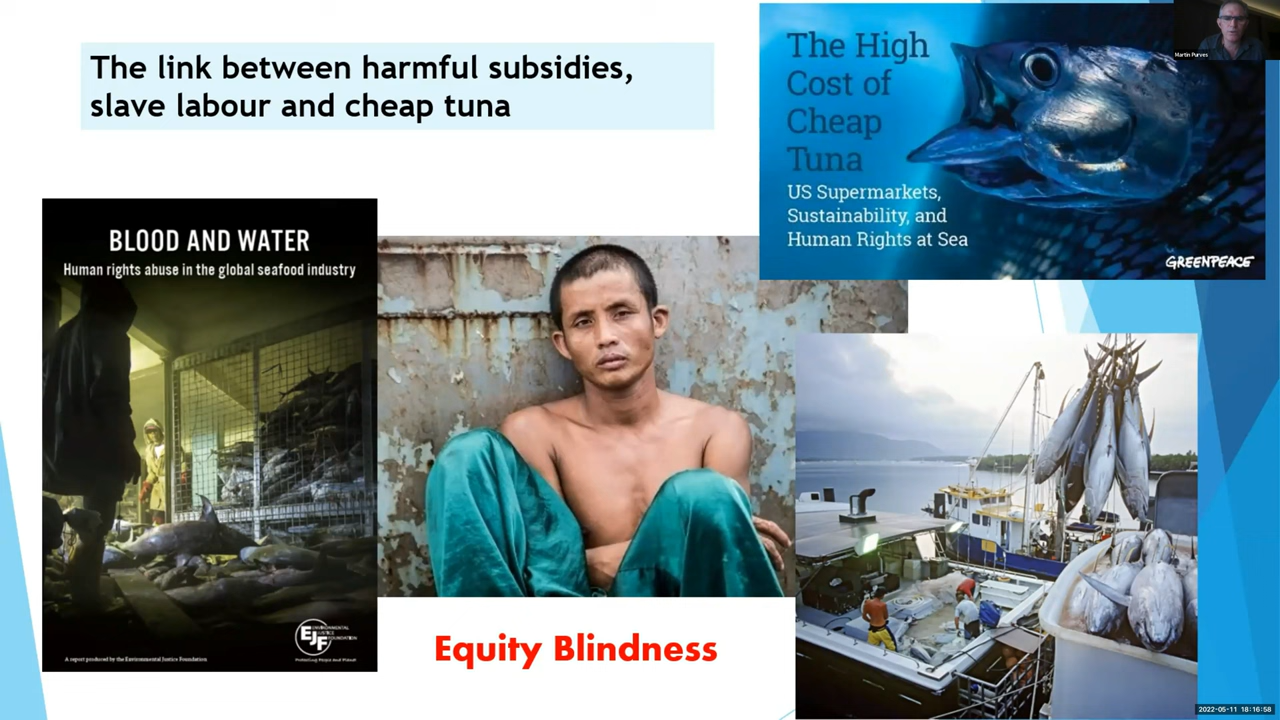 The link between harmful subsidies,
slave labour and cheap tuna
The High
Cost of
Cheap
Tuna
US Supermarkets,
Sustainability, and
Human Rights at Sea
GREENPEACE
Martin Purves
BLOOD AND WATER
Human rights abuse in the global seafood industry
EJF
ENVIRONMENTAL
JUSTICE
FOUNDATION
Protecting People and Planet
A report produced by the Environmental Justice Foundation
Equity Blindness
2022-05-11 18:16:58